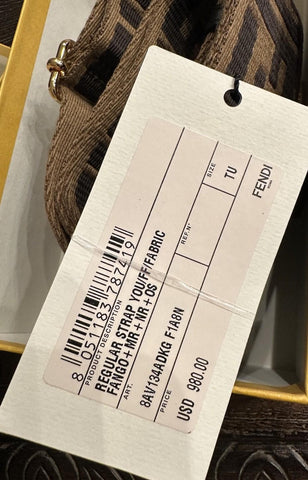 FENDI
SIZE
TU
REF. N°
8 051183 787419
PRODUCT DESCRIPTION
REGULAR STRAP YOU/FF/FABRIC
FANGO+MR+NR+OS
ART.
8AV134ADKG F1A8N
PRICE
USD 980.00